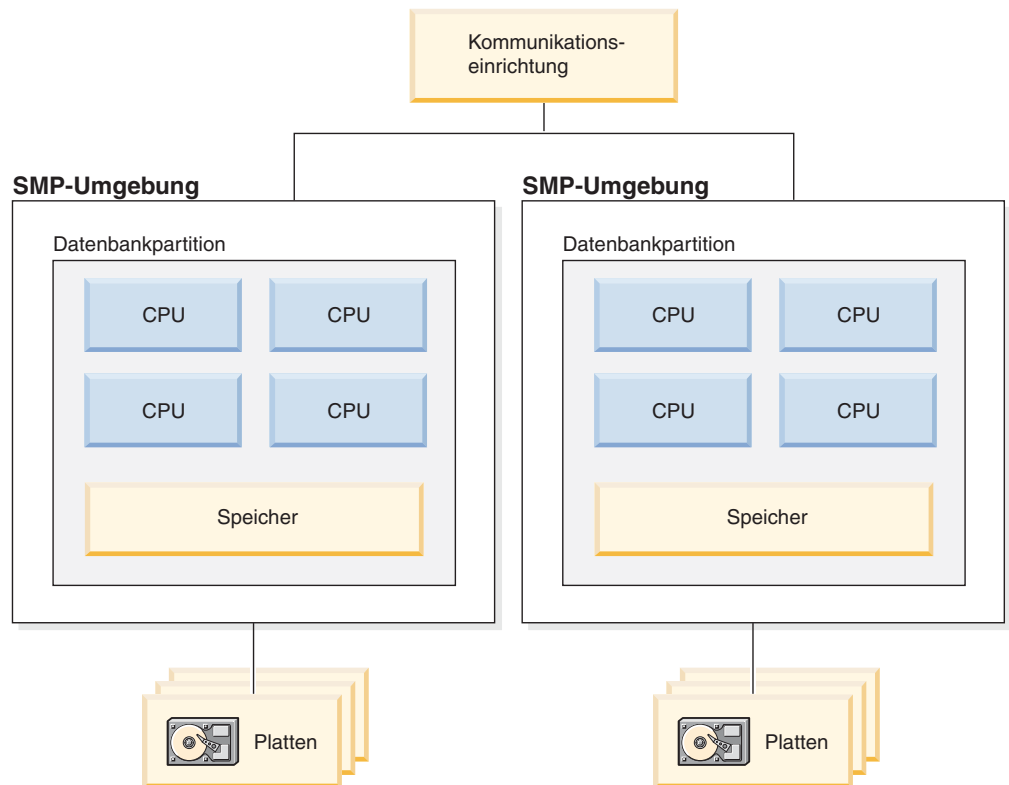 Kommunikations-
einrichtung
SMP-Umgebung
Datenbankpartition
CPU
CPU
CPU
CPU
Speicher
Platten
SMP-Umgebung
Datenbankpartition
CPU
CPU
CPU
CPU
Speicher
Platten